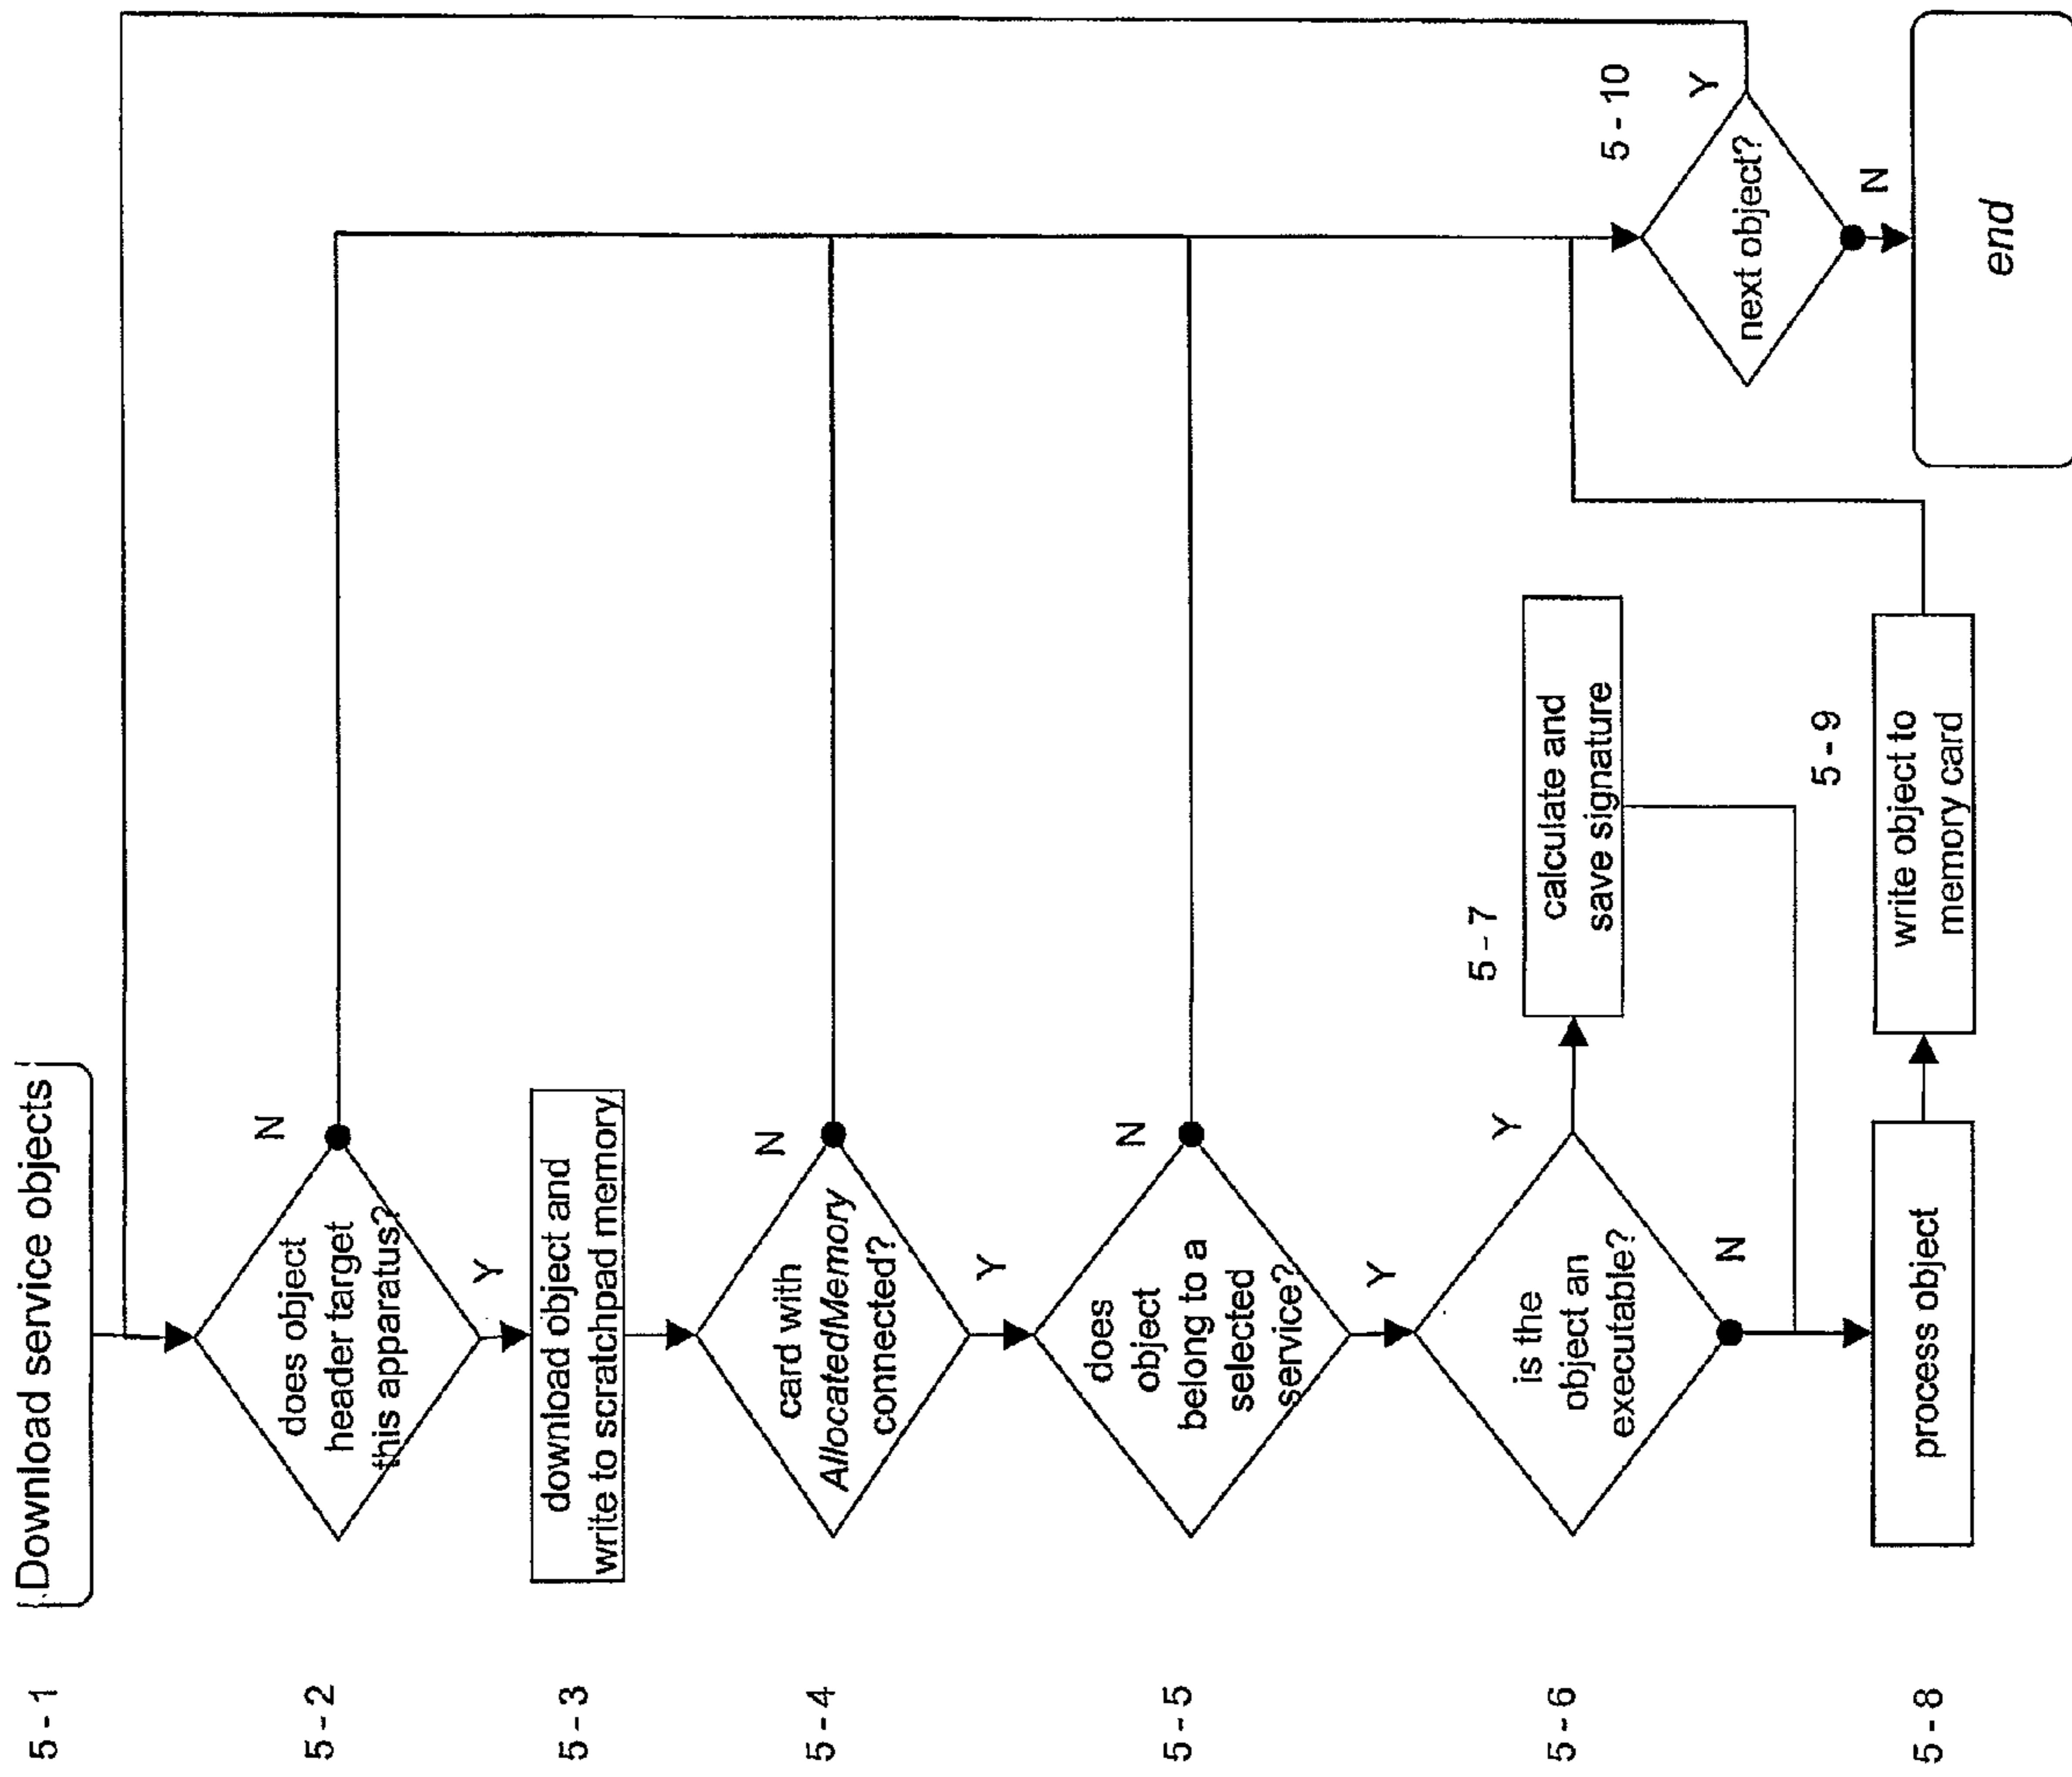 5 - 1
Download service objects
5 - 2
does object
header target
this apparatus?
N
Y
5 - 3
download object and
write to scratchpad memory
5 - 4
card with
AllocatedMemory
connected?
N
Y
5 - 5
does
object
belong to a
selected
service?
N
Y
5 - 6
is the
object an
executable?
Y
N
5 - 7
calculate and
save signature
5 - 8
process object
5 - 9
write object to
memory card
5 - 10
next object?
Y
N
end